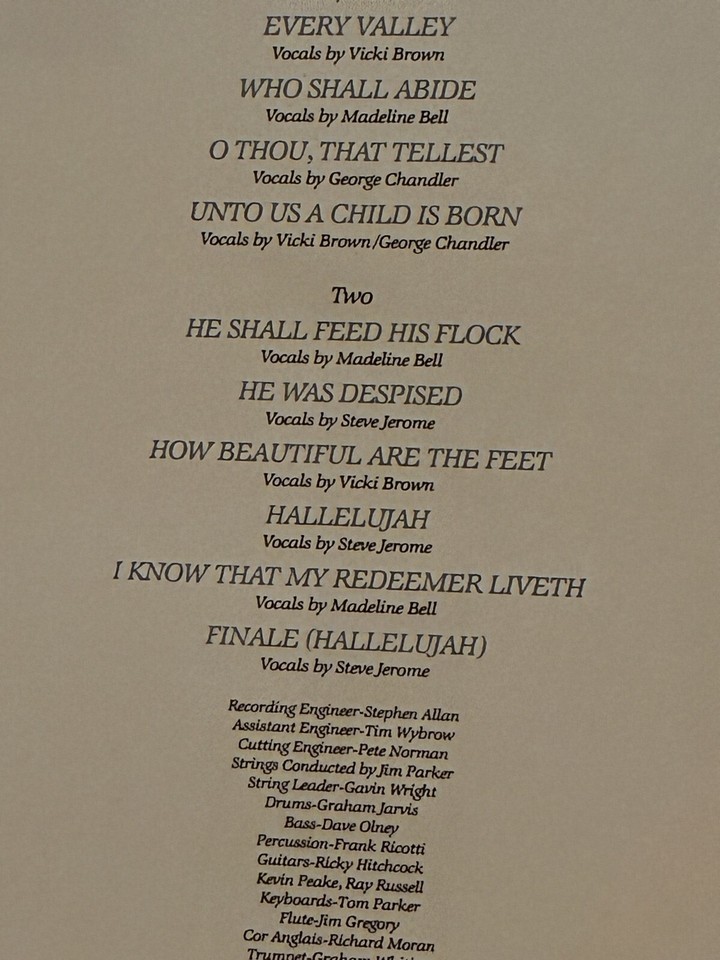 EVERY VALLEY
Vocals by Vicki Brown
WHO SHALL ABIDE
Vocals by Madeline Bell
O THOU, THAT TELLEST
Vocals by George Chandler
UNTO US A CHILD IS BORN
Vocals by Vicki Brown/George Chandler
Two
HE SHALL FEED HIS FLOCK
Vocals by Madeline Bell
HE WAS DESPISED
Vocals by Steve Jerome
HOW BEAUTIFUL ARE THE FEET
Vocals by Vicki Brown
HALLELUJAH
Vocals by Steve Jerome
I KNOW THAT MY REDEEMER LIVETH
Vocals by Madeline Bell
FINALE (HALLELUJAH)
Vocals by Steve Jerome
Recording Engineer-Stephen Allan
Assistant Engineer-Tim Wybrow
Cutting Engineer-Pete Norman
Strings Conducted by Jim Parker
String Leader-Gavin Wright
Drums-Graham Jarvis
Bass-Dave Olney
Percussion-Frank Ricotti
Guitars-Ricky Hitchcock
Kevin Peake, Ray Russell
Keyboards-Tom Parker
Flute-Jim Gregory
Cor Anglais-Richard Moran
Trumpet-Graham